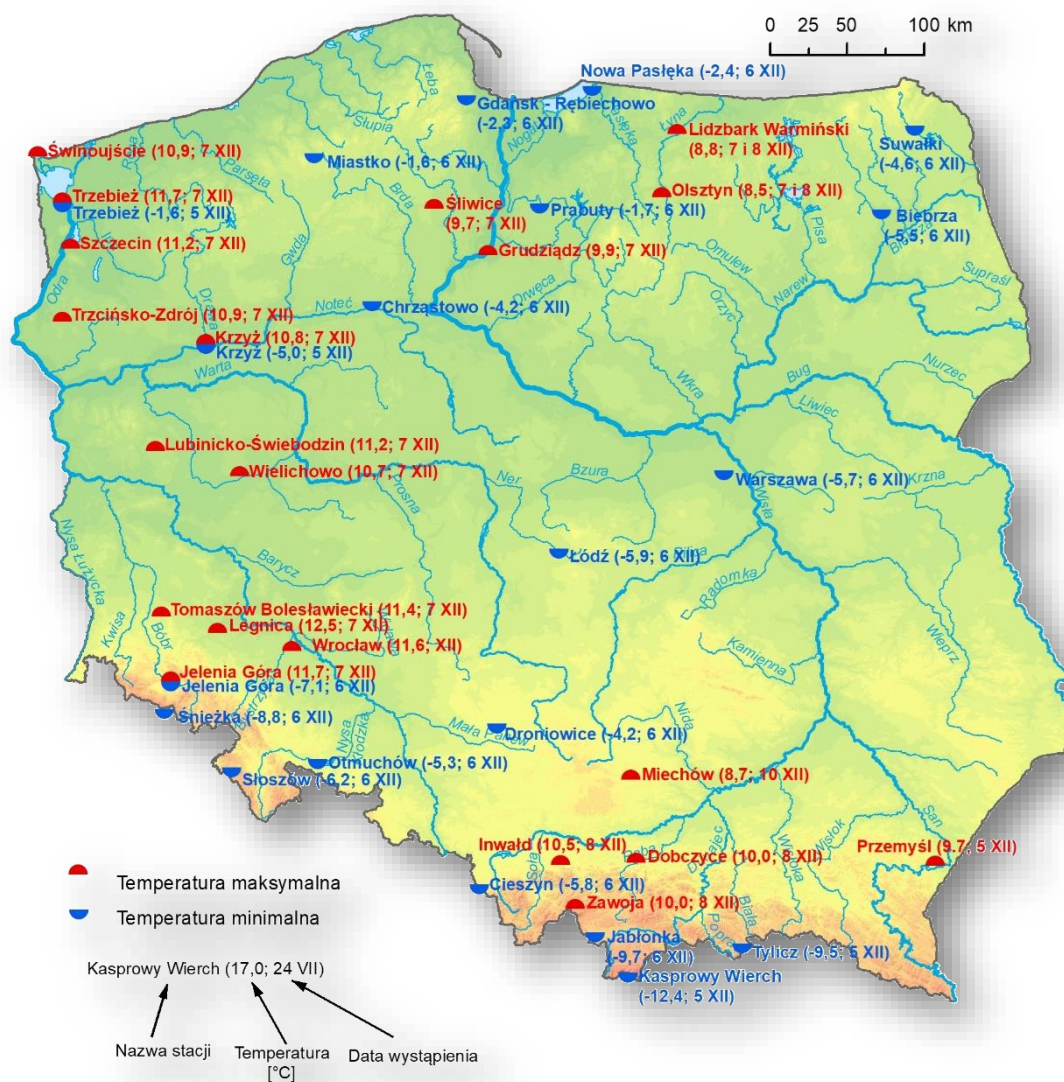 0 25 50 100 km
Nowa Pasłęka (-2,4; 6 XII)
Łeba
Gdańsk - Rębiechowo
(-2,3; 6 XII)
Słupia
Nogat
Pasłęka
Łyna
Lidzbark Warmiński
(8,8; 7 i 8 XII)
Suwałki
(-4,6; 6 XII)
Świnoujście (10,9; 7 XII)
Rega
Parsęta
Miastko (-1,6; 6 XII)
Brda
Trzebież (11,7; 7 XII)
Trzebież (-1,6; 5 XII)
Śliwice
(9,7; 7 XII)
Prabuty (-1,7; 6 XII)
Olsztyn (8,5; 7 i 8 XII)
Pisa
Biebrza
(-5,5; 6 XII)
Biebrza
Szczecin (11,2; 7 XII)
Gwda
Grudziądz (9,9; 7 XII)
Omulew
Narew
Supraśl
Odra
Drawa
Noteć
Drwęca
Orzyc
Trzcińsko-Zdrój (10,9; 7 XII)
Chrząstowo (-4,2; 6 XII)
Krzyż (10,8; 7 XII)
Krzyż (-5,0; 5 XII)
Warta
Wkra
Bug
Nurzec
Liwiec
Lubinicko-Świebodzin (11,2; 7 XII)
Wielichowo (10,7; 7 XII)
Prosna
Ner
Bzura
Warszawa (-5,7; 6 XII)
Wisła
Krzna
Nysa Łużycka
Barycz
Łódź (-5,9; 6 XII)
Pilica
Radomka
Kwisa
Bóbr
Tomaszów Bolesławiecki (11,4; 7 XII)
Legnica (12,5; 7 XII)
Wrocław (11,6, XII)
Kamienna
Wieprz
Jelenia Góra (11,7; 7 XII)
Jelenia Góra (-7,1; 6 XII)
Śnieżka (-8,8; 6 XII)
Bystrzyca
Nysa
Kłodzka
Mała Panew
Droniowice (-4,2; 6 XII)
Nida
Otmuchów (-5,3; 6 XII)
Słoszów (-6,2; 6 XII)
Miechów (8,7; 10 XII)
San
Inwałd (10,5; 8 XII)
Soła
Raba
Dobczyce (10,0; 8 XII)
Dunajec
Wisłoka
Wisłok
Przemyśl (9.7, 5 XII)
Cieszyn (-5,8; 6 XII)
Zawoja (10,0; 8 XII)
Biała
Poprad
Jabłonka
(-9,7; 6 XII)
Tylicz (-9,5; 5 XII)
Kasprowy Wierch
(-12,4; 5 XII)
Temperatura maksymalna
Temperatura minimalna
Kasprowy Wierch (17,0; 24 VII)
Nazwa stacji
Temperatura
[°C]
Data wystąpienia